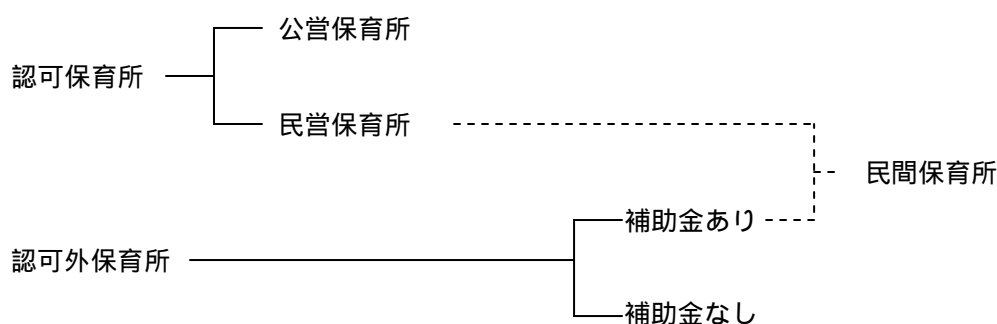 公営保育所
認可保育所
民営保育所
民間保育所
補助金あり
認可外保育所
補助金なし